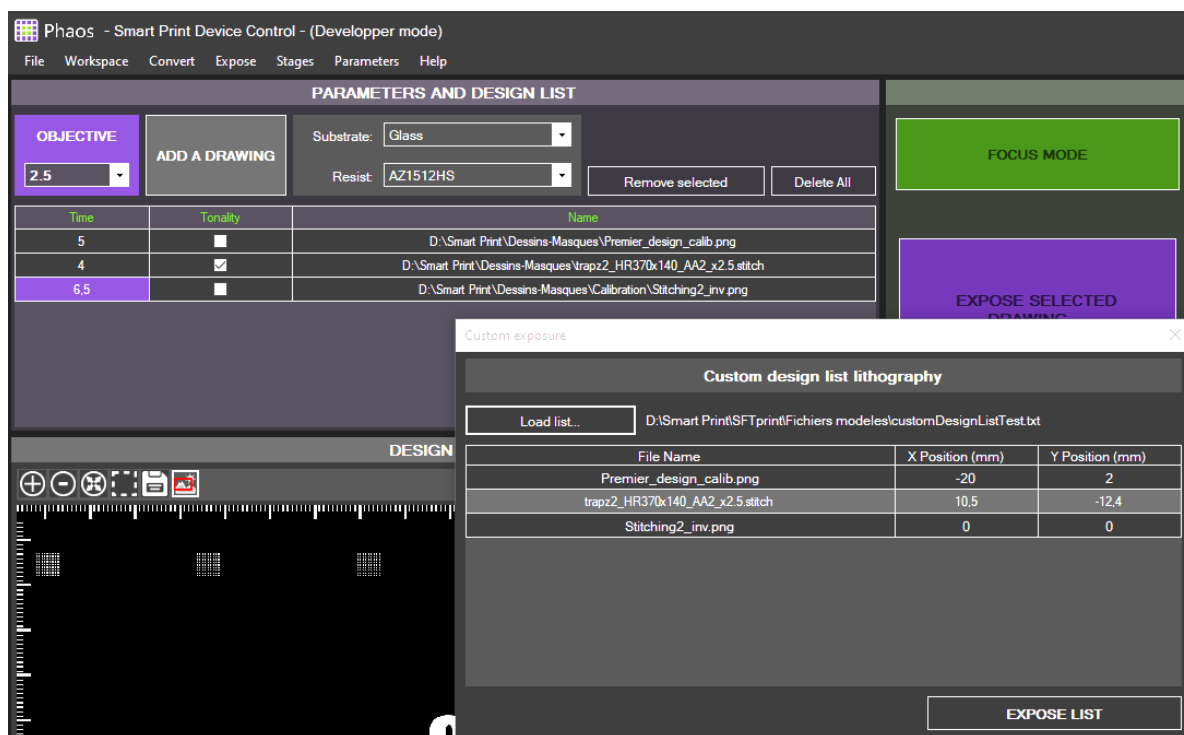 Phaos - Smart Print Device Control - (Developper mode)
File Workspace Convert Expose Stages Parameters Help
PARAMETERS AND DESIGN LIST
OBJECTIVE
2.5
ADD A DRAWING
Substrate: Glass
Resist: AZ1512HS
Remove selected
Delete All
FOCUS MODE
Time Tonality Name
5 D:\Smart Print\Dessins-Masques\Premier_design_calib.png
4 D:\Smart Print\Dessins-Masques\trapz2_HR370x140_AA2_x2.5.stitch
6,5 D:\Smart Print\Dessins-Masques\Calibration\Stitching2_inv.png
EXPOSE SELECTED
DRAWING
Custom exposure
Custom design list lithography
Load list... D:\Smart Print\SFTprint\Fichiers modeles\customDesignListTest.txt
File Name X Position (mm) Y Position (mm)
Premier_design_calib.png -20 2
trapz2_HR370x140_AA2_x2.5.stitch 10,5 -12,4
Stitching2_inv.png 0 0
EXPOSE LIST
DESIGN